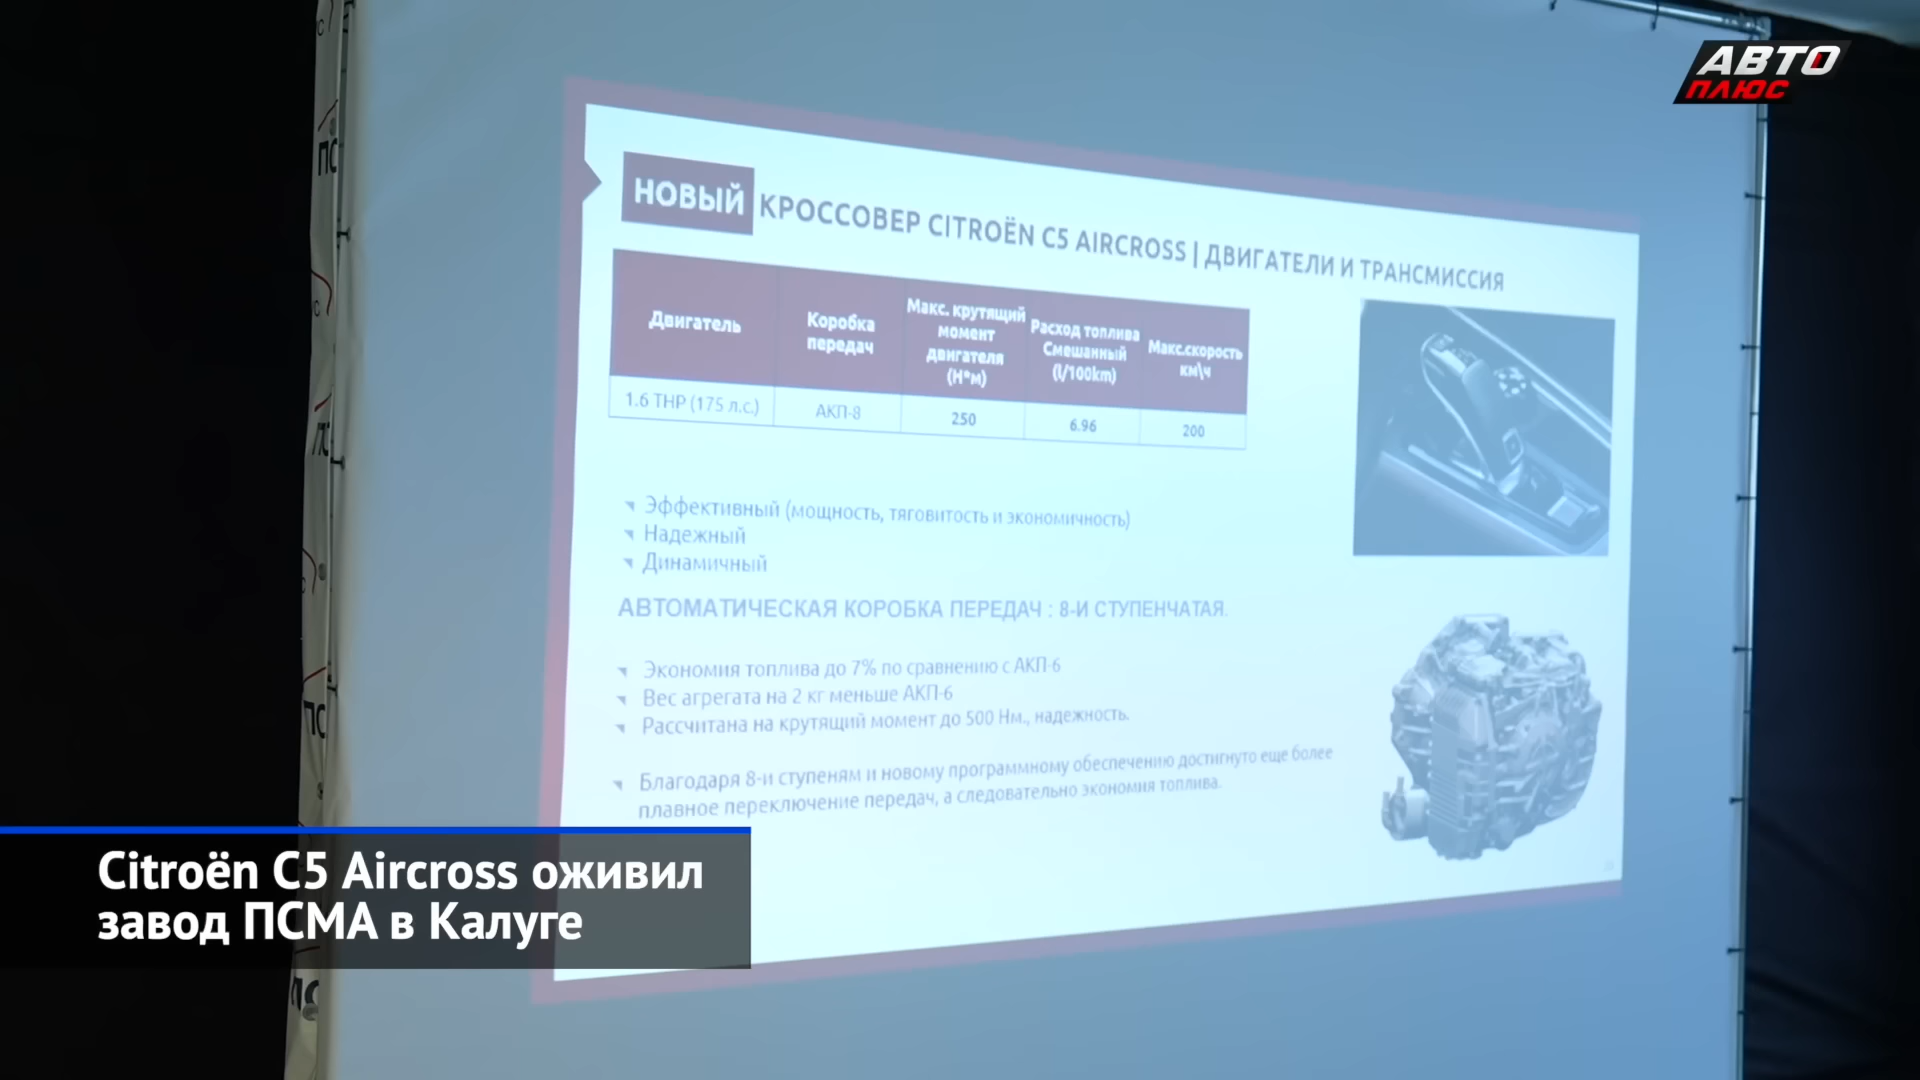 АВТО
ПЛЮС
НОВЫЙ КРОССОВЕР CITROËN C5 AIRCROSS | ДВИГАТЕЛИ И ТРАНСМИССИЯ
Двигатель
Коробка
передач
Макс. крутящий
момент
двигателя
(Н*м)
Расход топлива
Смешанный
(l/100km)
Макс.скорость
км\ч
1.6 THP (175 л.с.)
АКП-8
250
6.96
200
Эффективный (мощность, тяговитость и экономичность)
Надежный
Динамичный
АВТОМАТИЧЕСКАЯ КОРОБКА ПЕРЕДАЧ : 8-И СТУПЕНЧАТАЯ.
Экономия топлива до 7% по сравнению с АКП-6
Вес агрегата на 2 кг меньше АКП-6
Рассчитана на крутящий момент до 500 Нм., надежность.
Благодаря 8-и ступеням и новому программному обеспечению достигнуто еще более
плавное переключение передач, а следовательно экономия топлива.
Citroën C5 Aircross оживил
завод ПСМА в Калуге